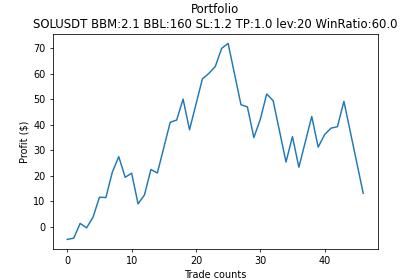 Portfolio
SOLUSDT BBM:2.1 BBL:160 SL:1.2 TP:1.0 lev:20 WinRatio:60.0
Profit ($)
70
60
50
40
30
20
10
0
0 10 20 30 40
Trade counts